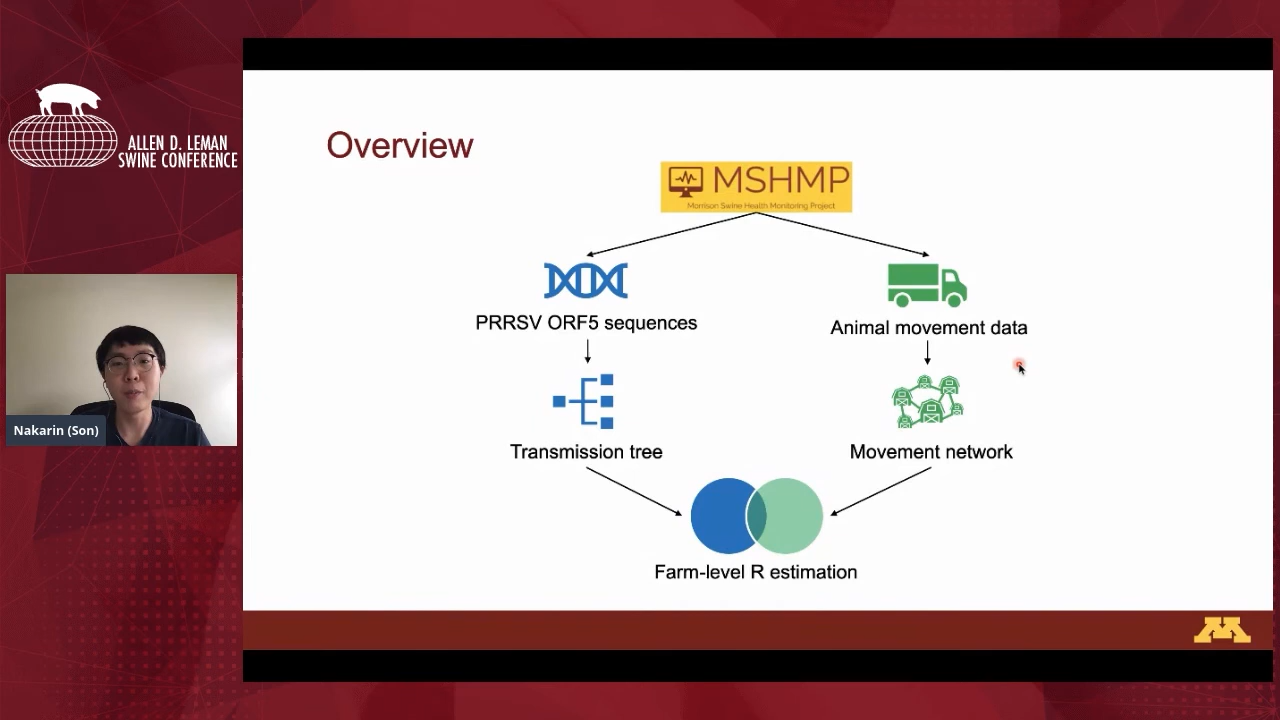 ALLEN D. LEMAN
SWINE CONFERENCE
Nakarin (Son)
Overview
MSHMP
Morrison Swine Health Monitoring Project
PRRSV ORF5 sequences
Animal movement data
Transmission tree
Movement network
Farm-level R estimation
M